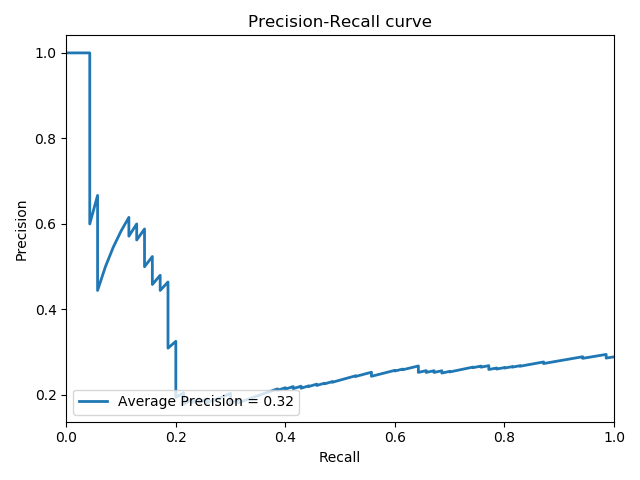 Precision-Recall curve
Precision
1.0
0.8
0.6
0.4
0.2
Average Precision = 0.32
0.0 0.2 0.4 0.6 0.8 1.0
Recall